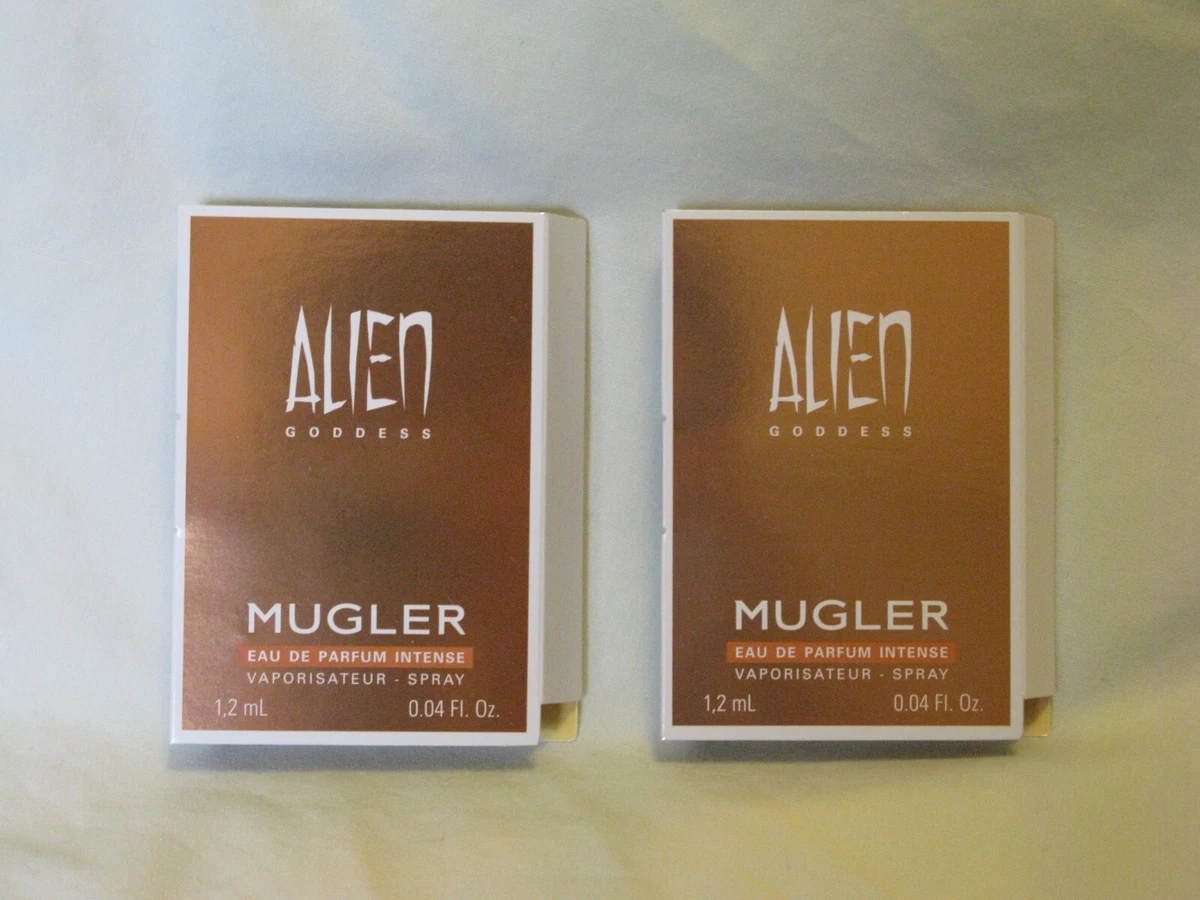 ALIEN
GODDESS
MUGLER
EAU DE PARFUM INTENSE
VAPORISATEUR - SPRAY
1,2 mL 0.04 Fl. Oz.
ALIEN
GODDESS
MUGLER
EAU DE PARFUM INTENSE
VAPORISATEUR - SPRAY
1,2 mL 0.04 Fl. Oz.